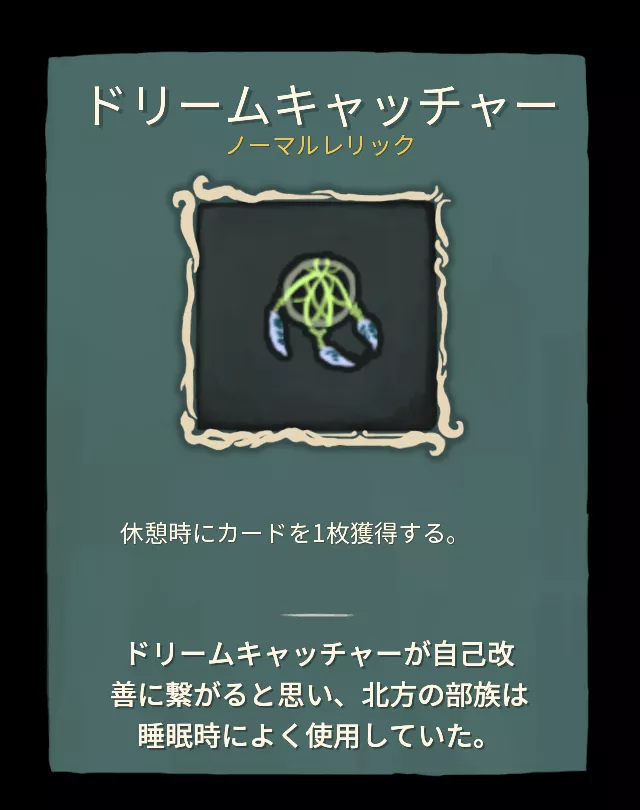 ドリームキャッチャー
ノーマルレリック
休憩時にカードを1枚獲得する。
ドリームキャッチャーが自己改
善に繋がると思い、北方の部族は
睡眠時によく使用していた。